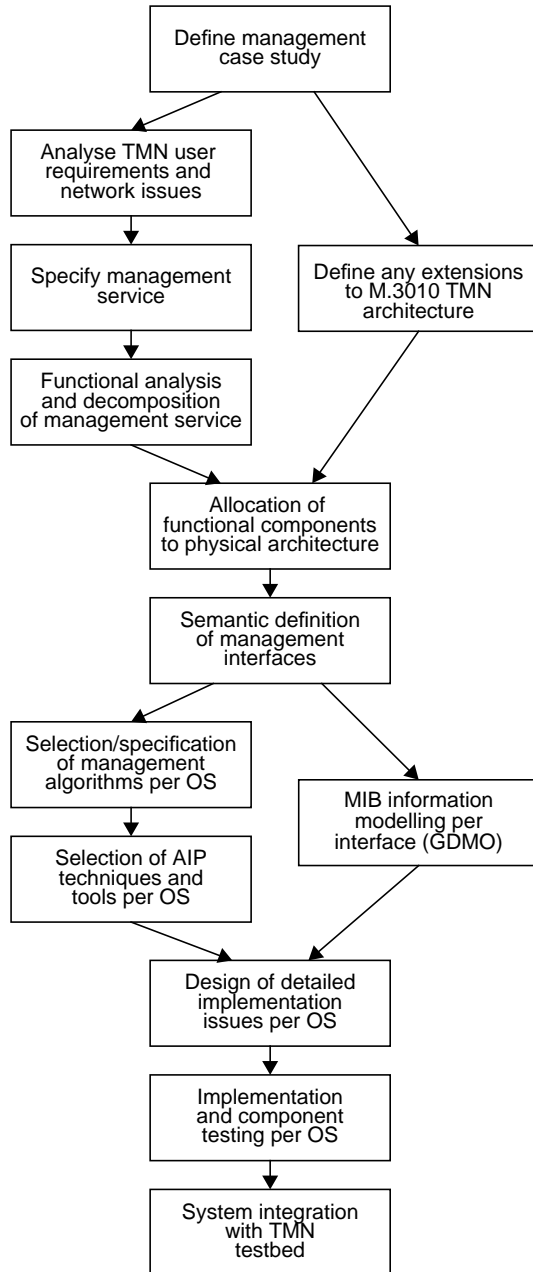 Define management
case study
Analyse TMN user
requirements and
network issues
Specify management
service
Define any extensions
to M.3010 TMN
architecture
Functional analysis
and decomposition
of management service
Allocation of
functional components
to physical architecture
Semantic definition
of management
interfaces
Selection/specification
of management
algorithms per OS
MIB information
modelling per
interface (GDMO)
Selection of AIP
techniques and
tools per OS
Design of detailed
implementation
issues per OS
Implementation
and component
testing per OS
System integration
with TMN
testbed